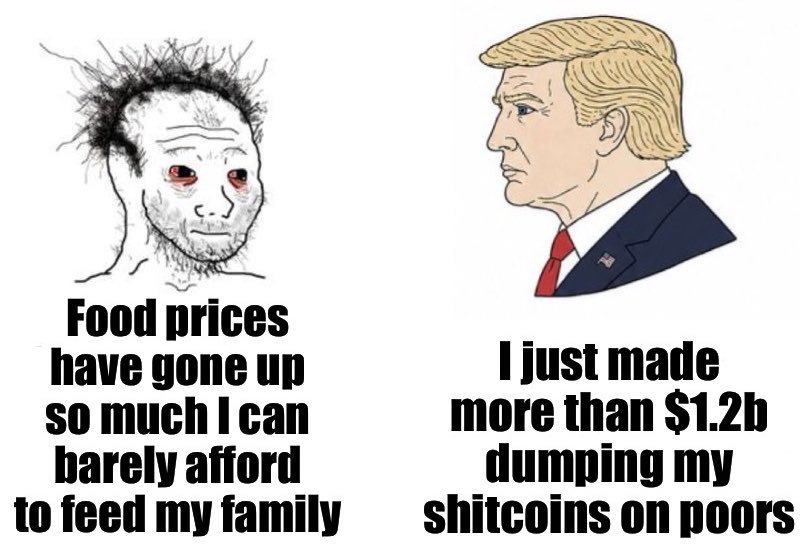 Food prices
have gone up
so much I can
barely afford
to feed my family
I just made
more than $1.2b
dumping my
shitcoins on poors